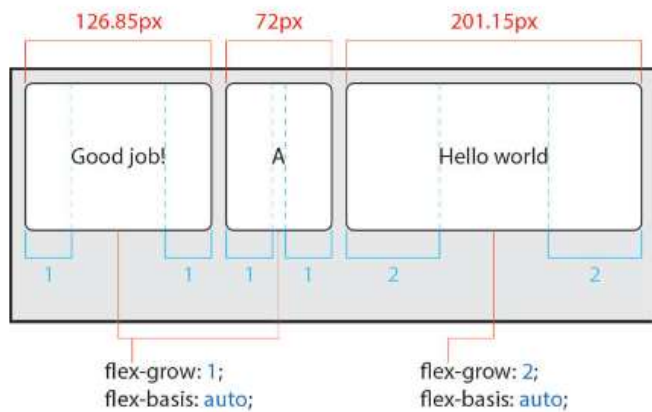 126.85px 72px 201.15px
Good job! A Hello world
1 1 1 1 2 2
flex-grow: 1; flex-grow: 2;
flex-basis: auto; flex-basis: auto;